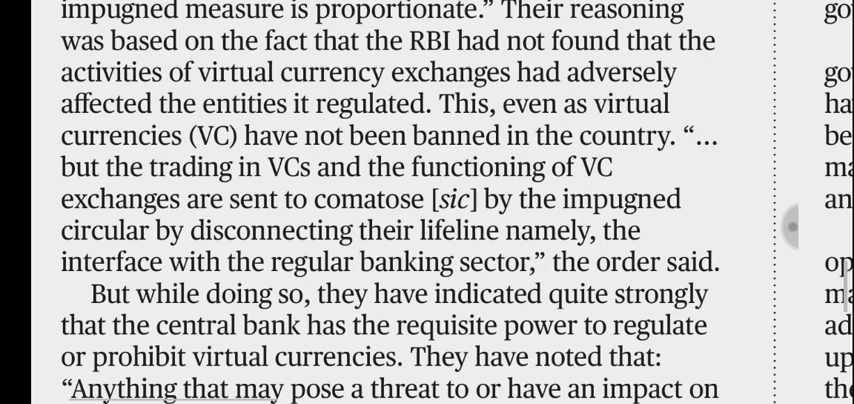 impugned measure is proportionate.” Their reasoning
was based on the fact that the RBI had not found that the
activities of virtual currency exchanges had adversely
affected the entities it regulated. This, even as virtual
currencies (VC) have not been banned in the country. “…
but the trading in VCs and the functioning of VC
exchanges are sent to comatose [sic] by the impugned
circular by disconnecting their lifeline namely, the
interface with the regular banking sector,” the order said.
But while doing so, they have indicated quite strongly
that the central bank has the requisite power to regulate
or prohibit virtual currencies. They have noted that:
“Anything that may pose a threat to or have an impact on